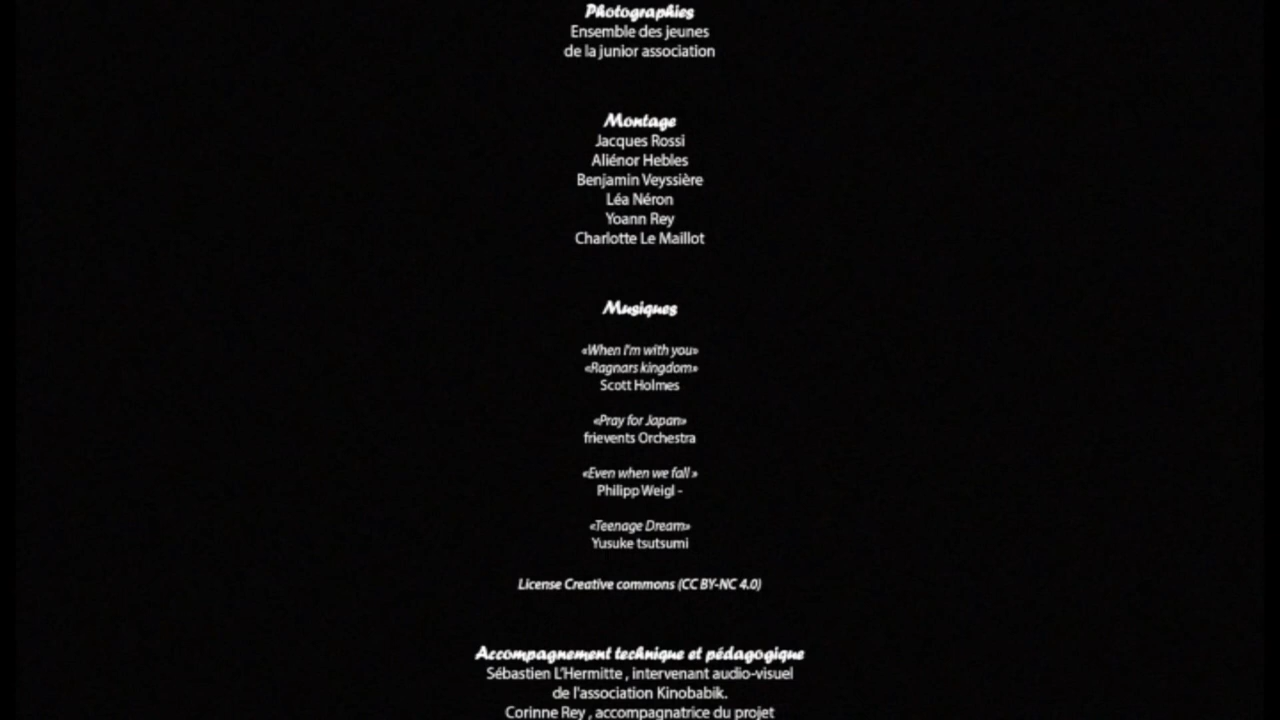 Photographies
Ensemble des jeunes
de la junior association
Montage
Jacques Rossi
Aliénor Hebles
Benjamin Veyssière
Léa Néron
Yoann Rey
Charlotte Le Maillot
Musiques
«When I'm with you»
«Ragnars kingdom»
Scott Holmes
«Pray for Japan»
frievents Orchestra
«Even when we fall »
Philipp Weigl -
«Teenage Dream»
Yusuke tsutsumi
License Creative commons (CC BY-NC 4.0)
Accompagnement technique et pédagogique
Sébastien L'Hermitte , intervenant audio-visuel
de l'association Kinobabik.
Corinne Rey , accompagnatrice du projet